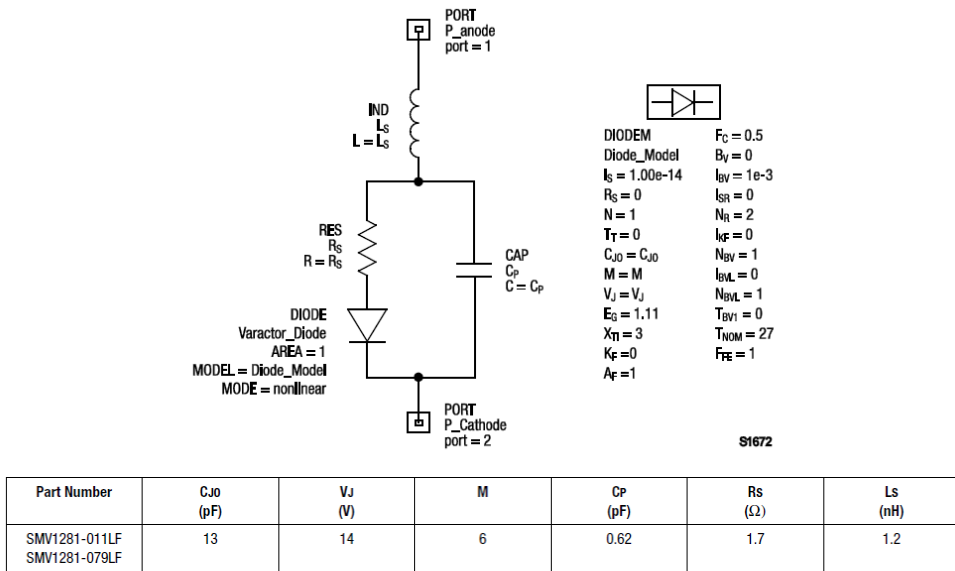 PORT
P_anode
port = 1
IND
LS
L = LS
RES
RS
R = RS
CAP
CP
C = CP
DIODE
Varactor_Diode
AREA = 1
MODEL = Diode_Model
MODE = nonlinear
PORT
P_Cathode
port = 2
DIODEM
Diode_Model
IS = 1.00e-14
RS = 0
N = 1
TT = 0
CJO = CJO
M = M
VJ = VJ
EG = 1.11
XTI = 3
KF =0
AF =1
FC = 0.5
BV = 0
IBV = 1e-3
ISR = 0
NR = 2
IKF = 0
NBV = 1
IBVL = 0
NBVL = 1
TBV1 = 0
TNOM = 27
FFE = 1
S1672
Part Number CJO VJ M CP RS LS
(pF) (V) (pF) (Ω) (nH)
SMV1281-011LF 13 14 6 0.62 1.7 1.2
SMV1281-079LF